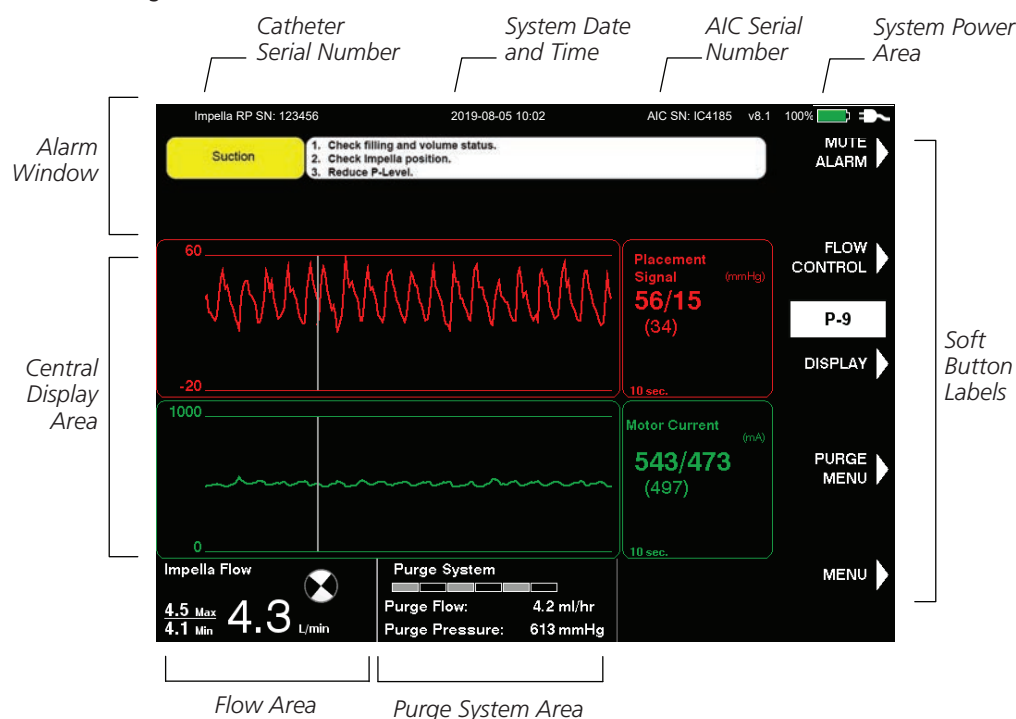 Catheter
Serial Number
System Date
and Time
AIC Serial
Number
System Power
Area
Alarm
Window
Impella RP SN: 123456
2019-08-05 10:02
AIC SN: IC4185 v8.1 100%
Suction
1. Check filling and volume status.
2. Check Impella position.
3. Reduce P-Level.
MUTE
ALARM
60
-20
Placement
Signal (mmHg)
56/15
(34)
10 sec.
FLOW
CONTROL
P-9
DISPLAY
Central
Display
Area
Soft
Button
Labels
1000
0
Motor Current
(mA)
543/473
(497)
10 sec.
PURGE
MENU
MENU
Impella Flow
4.5 Max
4.1 Min
4.3 L/min
Purge System
Purge Flow: 4.2 ml/hr
Purge Pressure: 613 mmHg
Flow Area
Purge System Area